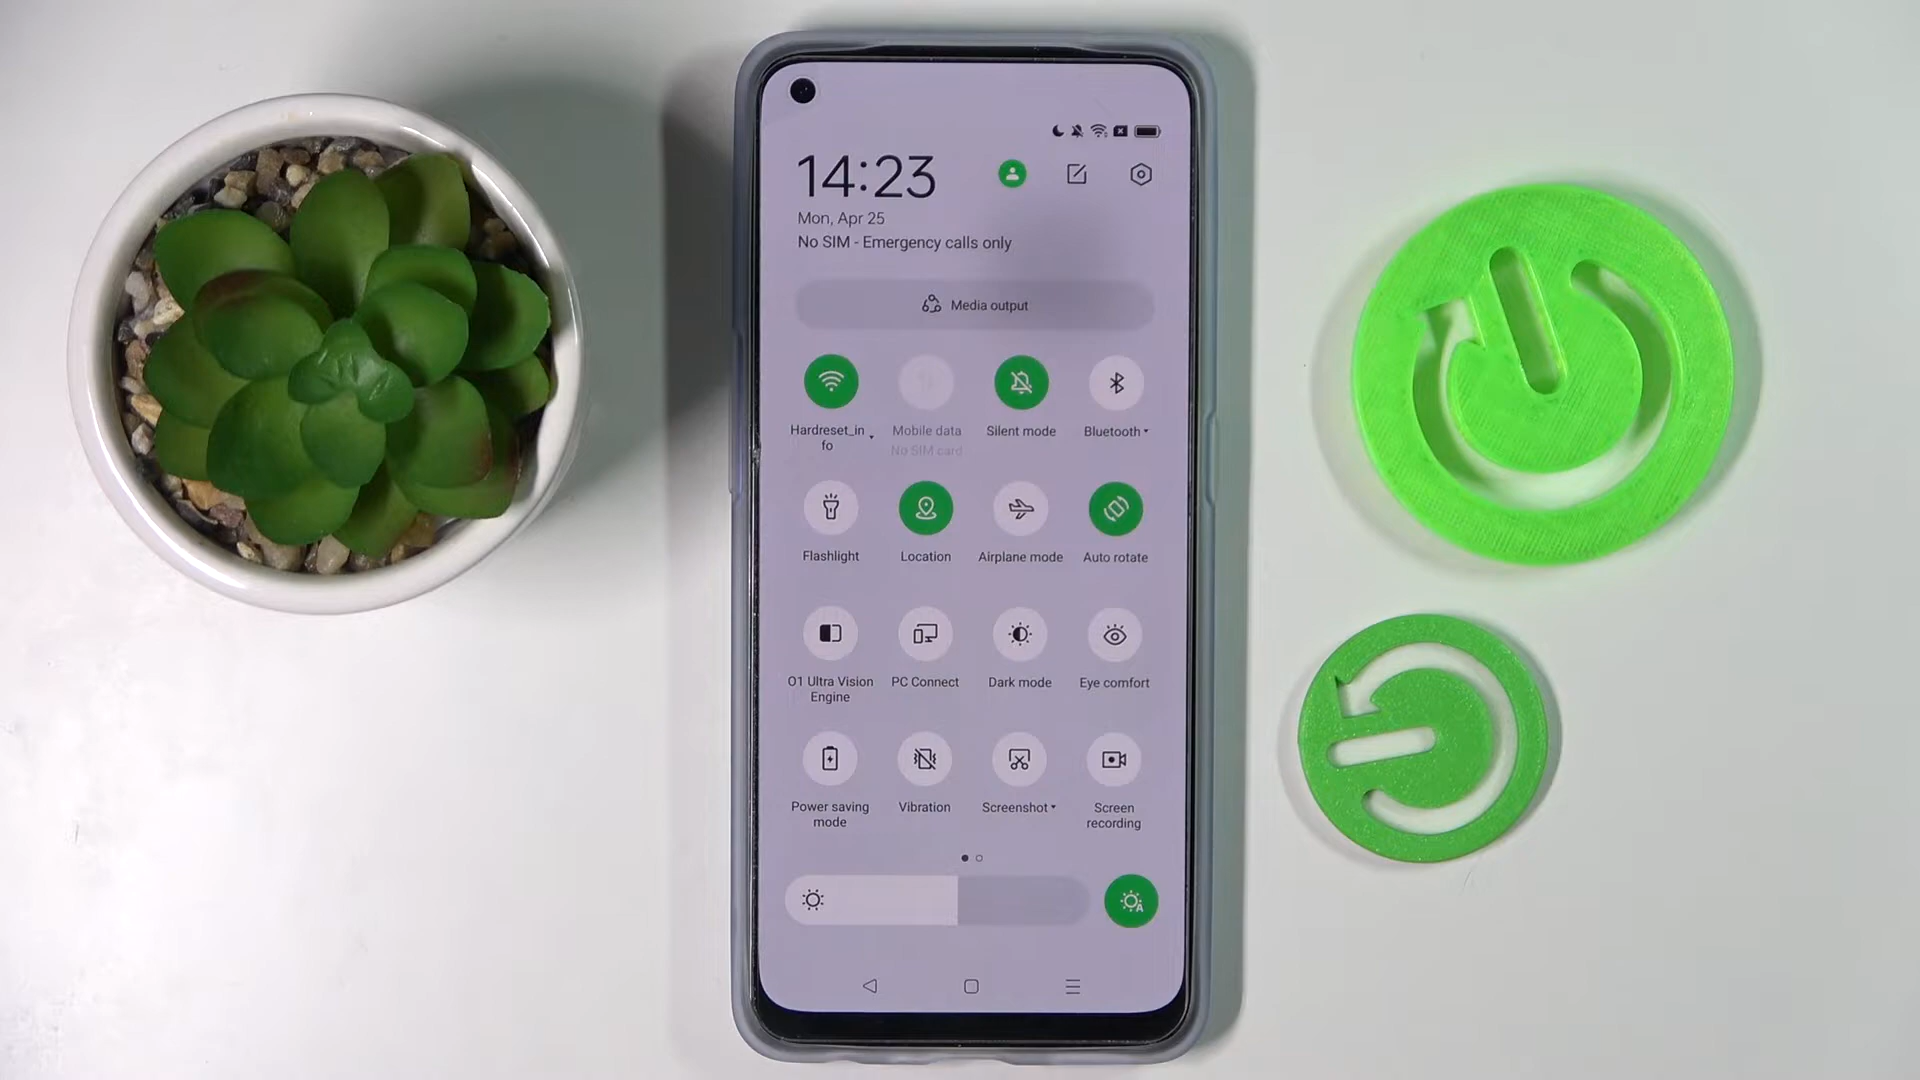 14:23
Mon, Apr 25
No SIM - Emergency calls only
Media output
Hardreset_in
fo
Mobile data
No SIM card
Silent mode
Bluetooth
Flashlight
Location
Airplane mode
Auto rotate
O1 Ultra Vision
Engine
PC Connect
Dark mode
Eye comfort
Power saving
mode
Vibration
Screenshot
Screen
recording